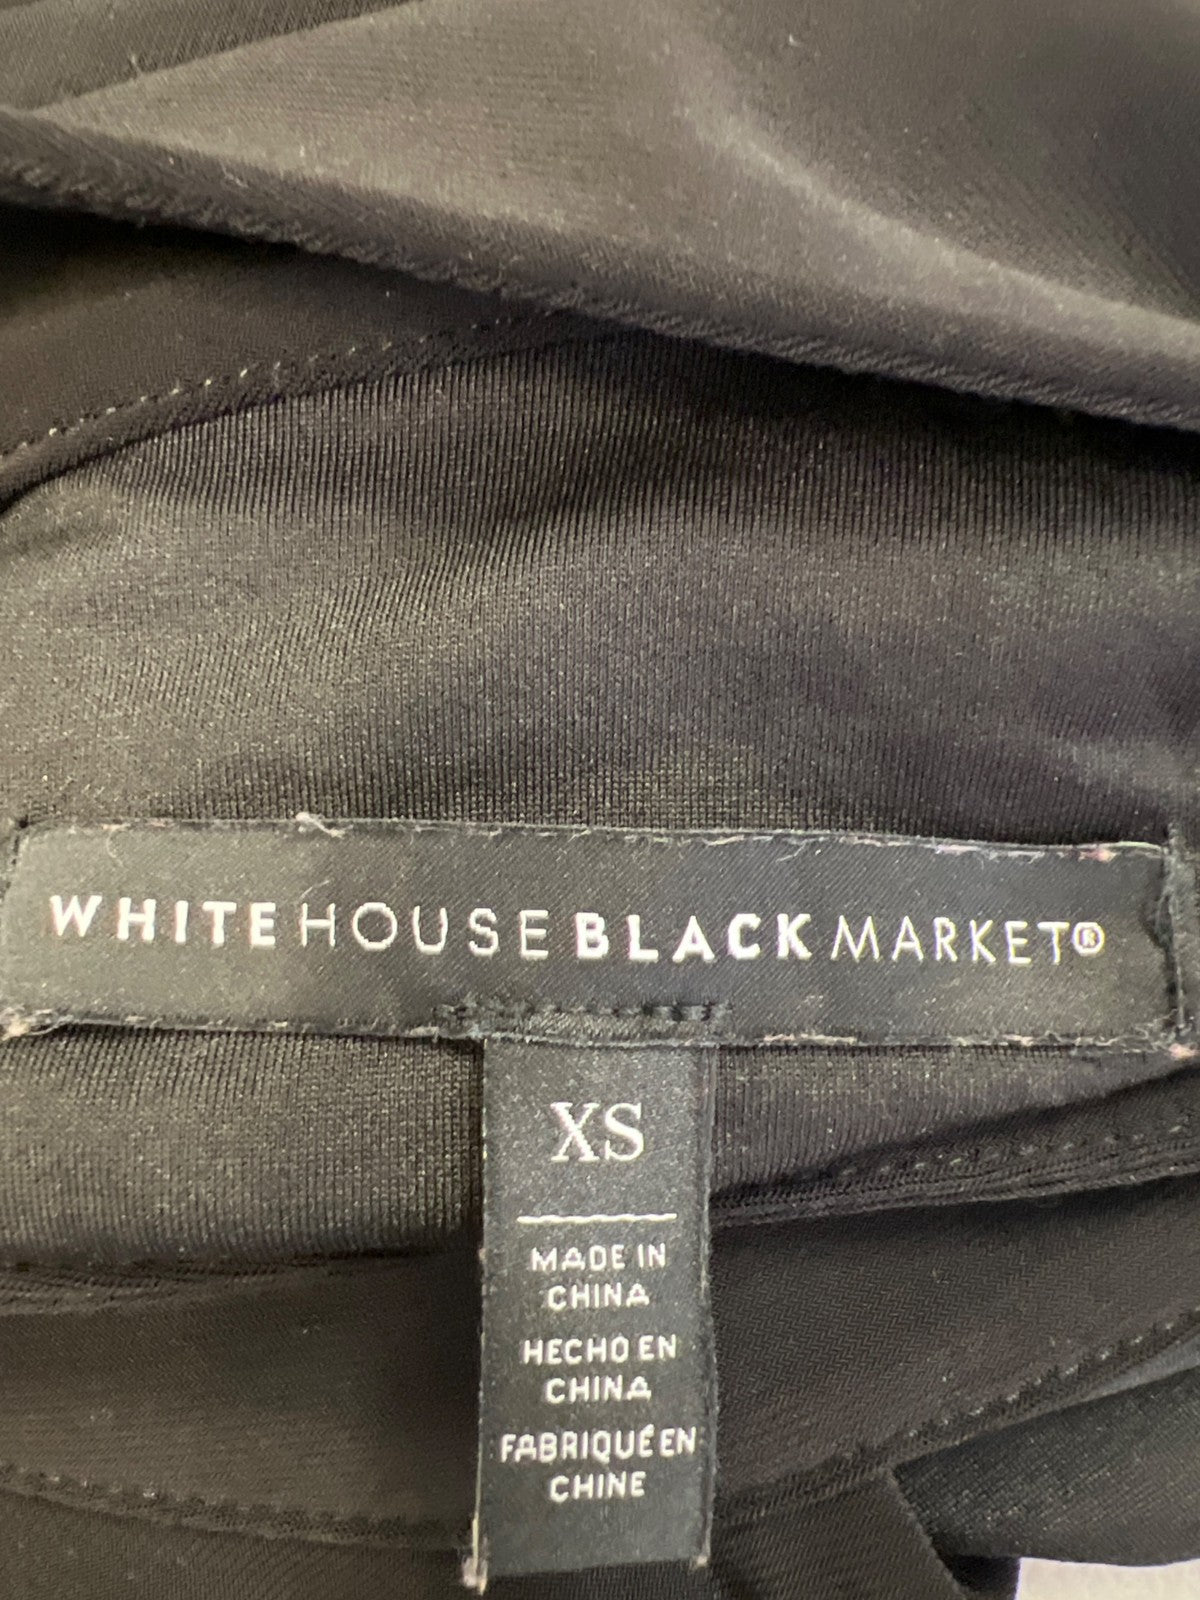 WHITE HOUSE BLACK MARKET®
XS
MADE IN
CHINA
HECHO EN
CHINA
FABRIQUÉ EN
CHINE